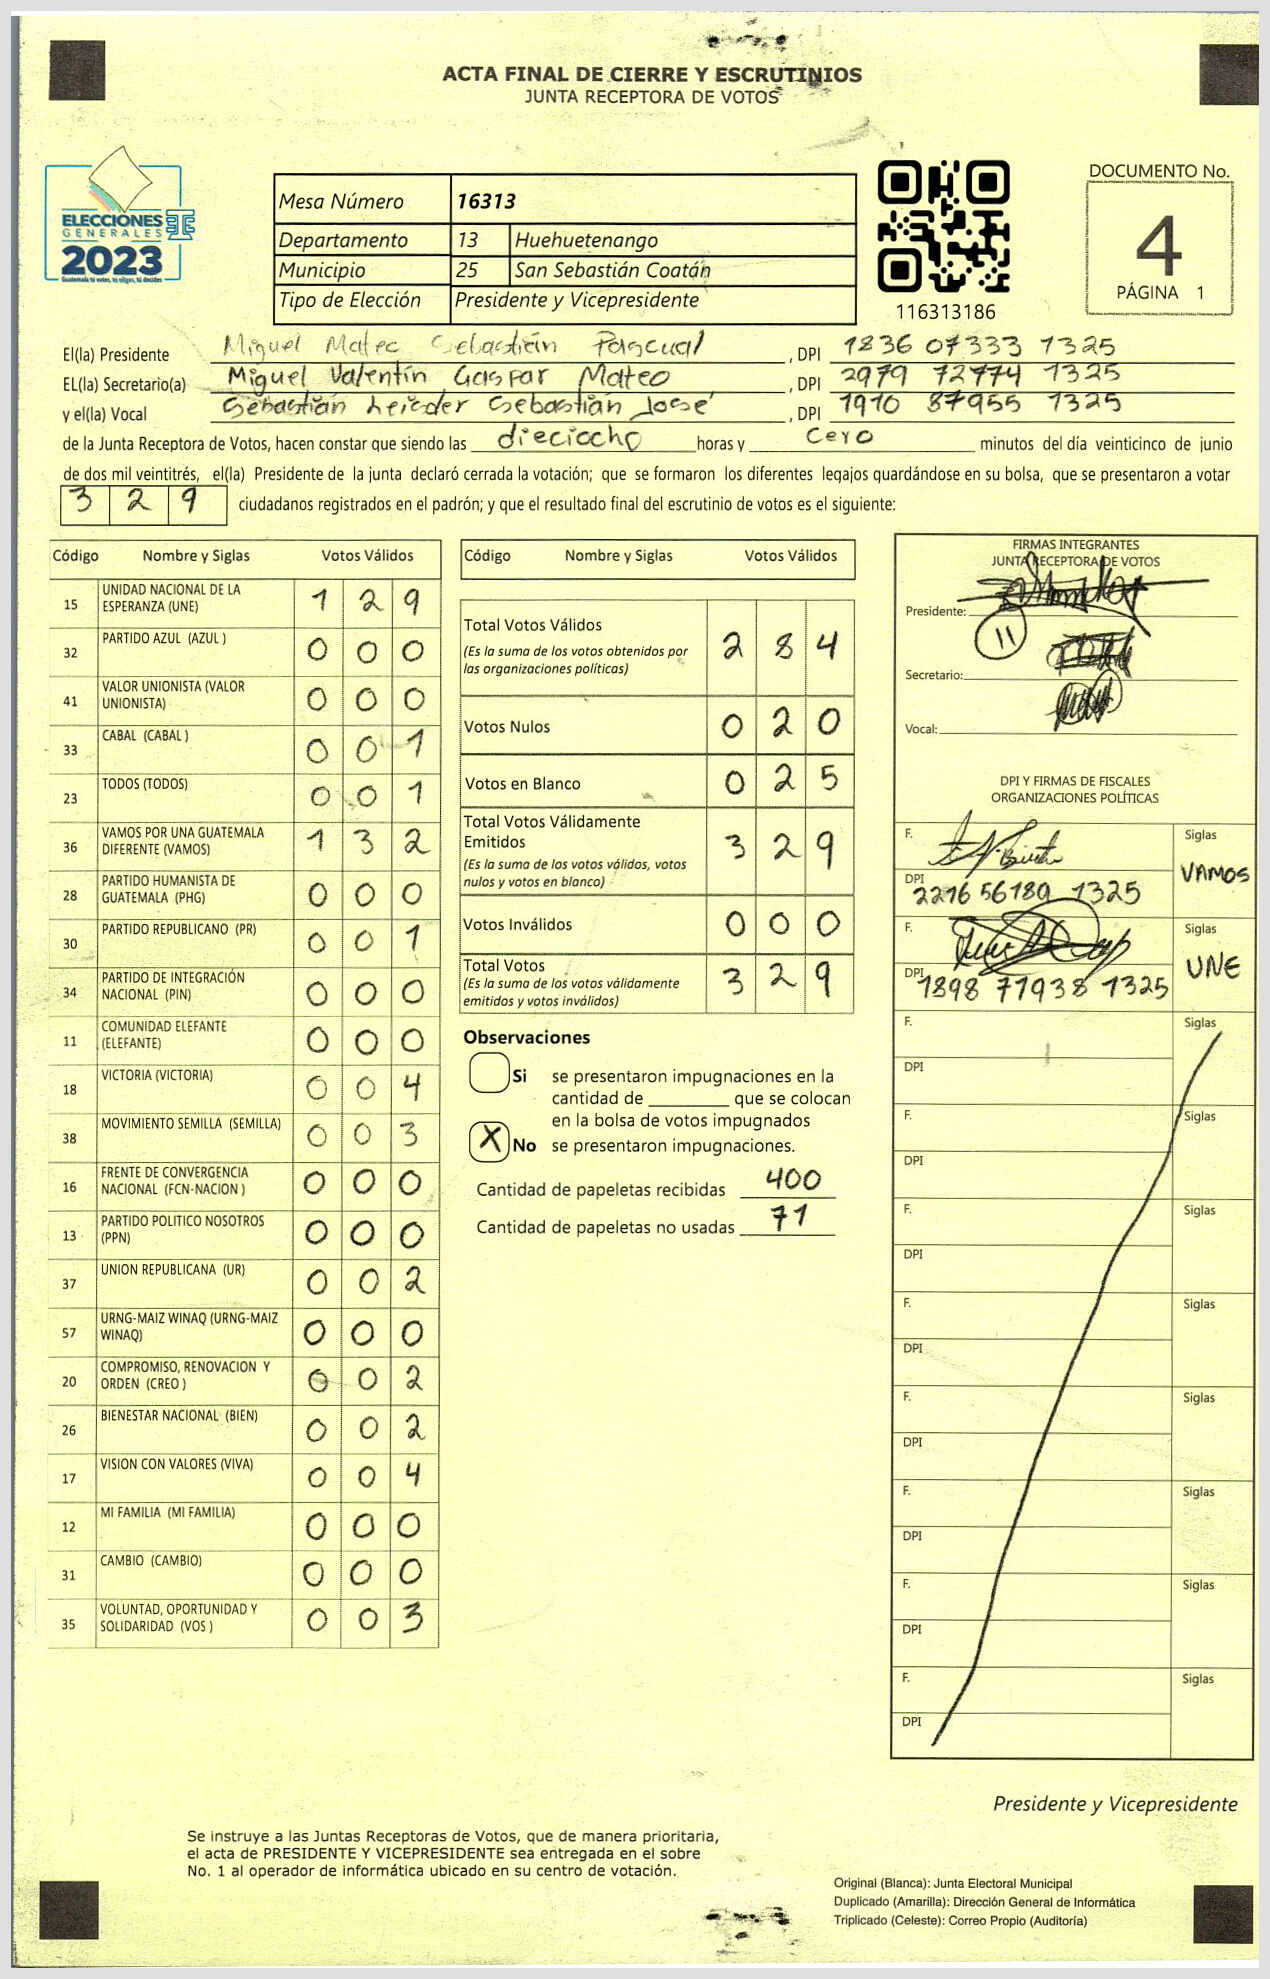 ACTA FINAL DE CIERRE Y ESCRUTINIOS
JUNTA RECEPTORA DE VOTOS
ELECCIONES
GENERALES
2023
Guatemala tú votas, tú eliges, tú decides
Mesa Número 16313
Departamento 13 Huehuetenango
Municipio 25 San Sebastián Coatán
Tipo de Elección Presidente y Vicepresidente
116313186
DOCUMENTO No.
4
PÁGINA 1
El(la) Presidente Miguel Mateo Sebastián Pascual , DPI 1836 07333 1325
EL(la) Secretario(a) Miguel Valentín Gaspar Mateo , DPI 2979 72774 1325
y el(la) Vocal Sebastián Sebastián José , DPI 1910 87955 1325
de la Junta Receptora de Votos, hacen constar que siendo las dieciocho horas y cero minutos del día veinticinco de junio
de dos mil veintitrés, el(la) Presidente de la junta declaró cerrada la votación; que se formaron los diferentes legajos guardándose en su bolsa, que se presentaron a votar
3 2 9 ciudadanos registrados en el padrón; y que el resultado final del escrutinio de votos es el siguiente:
Código Nombre y Siglas Votos Válidos
15 UNIDAD NACIONAL DE LA ESPERANZA (UNE) 1 2 9
32 PARTIDO AZUL (AZUL ) 0 0 0
41 VALOR UNIONISTA (VALOR UNIONISTA) 0 0 0
33 CABAL (CABAL ) 0 0 1
23 TODOS (TODOS) 0 0 1
36 VAMOS POR UNA GUATEMALA DIFERENTE (VAMOS) 1 3 2
28 PARTIDO HUMANISTA DE GUATEMALA (PHG) 0 0 0
30 PARTIDO REPUBLICANO (PR) 0 0 1
34 PARTIDO DE INTEGRACIÓN NACIONAL (PIN) 0 0 0
11 COMUNIDAD ELEFANTE (ELEFANTE) 0 0 0
18 VICTORIA (VICTORIA) 0 0 4
38 MOVIMIENTO SEMILLA (SEMILLA) 0 0 3
16 FRENTE DE CONVERGENCIA NACIONAL (FCN-NACION ) 0 0 0
13 PARTIDO POLITICO NOSOTROS (PPN) 0 0 0
37 UNION REPUBLICANA (UR) 0 0 2
57 URNG-MAIZ WINAQ (URNG-MAIZ WINAQ) 0 0 0
20 COMPROMISO, RENOVACION Y ORDEN (CREO ) 0 0 2
26 BIENESTAR NACIONAL (BIEN) 0 0 2
17 VISION CON VALORES (VIVA) 0 0 4
12 MI FAMILIA (MI FAMILIA) 0 0 0
31 CAMBIO (CAMBIO) 0 0 0
35 VOLUNTAD, OPORTUNIDAD Y SOLIDARIDAD (VOS ) 0 0 3
Código Nombre y Siglas Votos Válidos
Total Votos Válidos 2 8 4
(Es la suma de los votos obtenidos por
las organizaciones políticas)
Votos Nulos 0 2 0
Votos en Blanco 0 2 5
Total Votos Válidamente
Emitidos 3 2 9
(Es la suma de los votos válidos, votos
nulos y votos en blanco)
Votos Inválidos 0 0 0
Total Votos 3 2 9
(Es la suma de los votos válidamente
emitidos y votos inválidos)
Observaciones
Si se presentaron impugnaciones en la
cantidad de ________ que se colocan
en la bolsa de votos impugnados
X No se presentaron impugnaciones.
Cantidad de papeletas recibidas 400
Cantidad de papeletas no usadas 71
FIRMAS INTEGRANTES
JUNTA RECEPTORA DE VOTOS
Presidente:
11
Secretario:
Vocal:
DPI Y FIRMAS DE FISCALES
ORGANIZACIONES POLÍTICAS
F. Siglas
VAMOS
DPI 2216 56189 1325
F. Siglas
UNE
DPI 1898 71938 1325
F. Siglas
DPI
F. Siglas
DPI
F. Siglas
DPI
F. Siglas
DPI
F. Siglas
DPI
F. Siglas
DPI
F. Siglas
DPI
F. Siglas
DPI
Presidente y Vicepresidente
Se instruye a las Juntas Receptoras de Votos, que de manera prioritaria,
el acta de PRESIDENTE Y VICEPRESIDENTE sea entregada en el sobre
No. 1 al operador de informática ubicado en su centro de votación.
Original (Blanca): Junta Electoral Municipal
Duplicado (Amarilla): Dirección General de Informática
Triplicado (Celeste): Correo Propio (Auditoría)